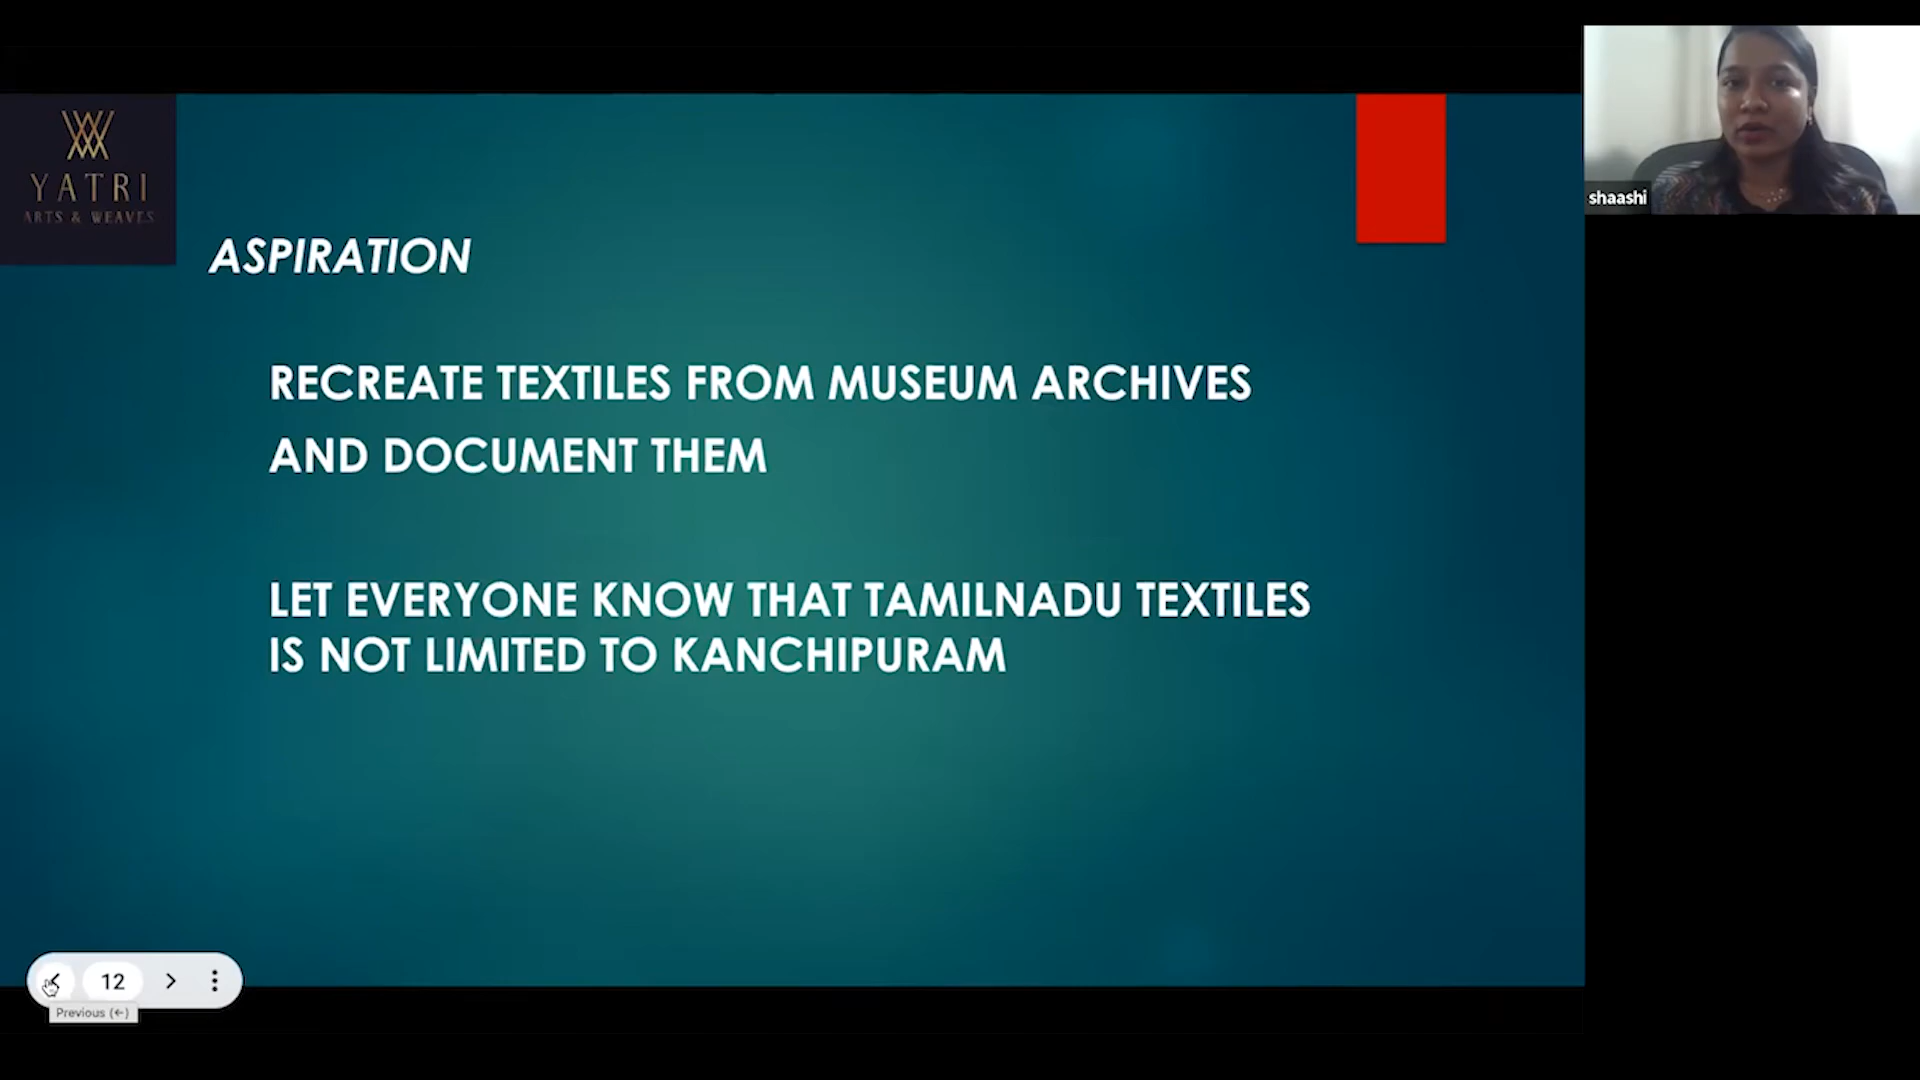 YATRI
ARTS & WEAVES
shaashi
ASPIRATION
RECREATE TEXTILES FROM MUSEUM ARCHIVES
AND DOCUMENT THEM
LET EVERYONE KNOW THAT TAMILNADU TEXTILES
IS NOT LIMITED TO KANCHIPURAM
12
Previous (←)